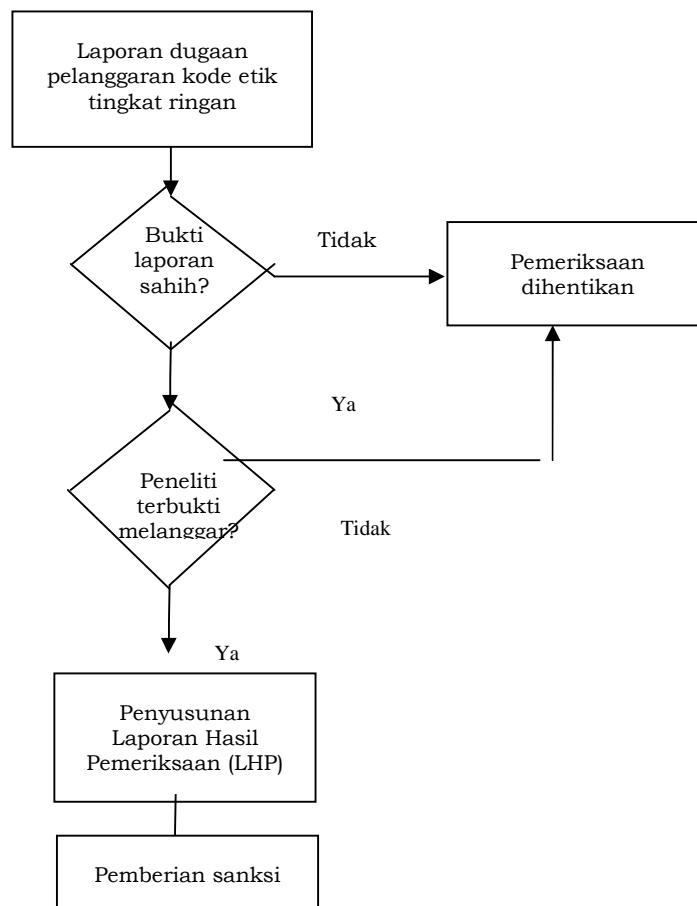 Laporan dugaan
pelanggaran kode etik
tingkat ringan
Bukti
laporan
sahih?
Tidak
Pemeriksaan
dihentikan
Ya
Peneliti
terbukti
melanggar?
Tidak
Ya
Penyusunan
Laporan Hasil
Pemeriksaan (LHP)
Pemberian sanksi